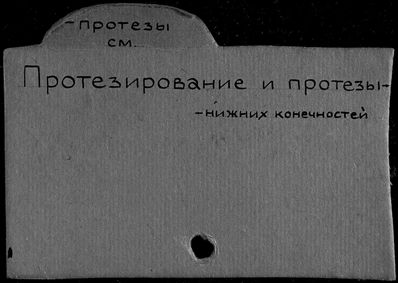 -протезы
см.
Протезирование и протезы-
-нижних конечностей